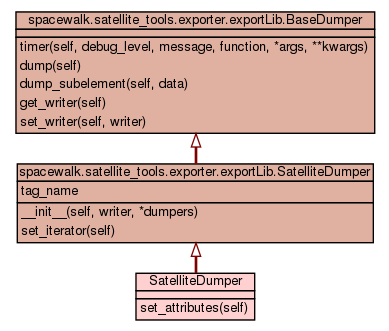 spacewalk.satellite_tools.exporter.exportLib.BaseDumper
timer(self, debug_level, message, function, *args, **kwargs)
dump(self)
dump_subelement(self, data)
get_writer(self)
set_writer(self, writer)
spacewalk.satellite_tools.exporter.exportLib.SatelliteDumper
tag_name
__init__(self, writer, *dumpers)
set_iterator(self)
SatelliteDumper
set_attributes(self)